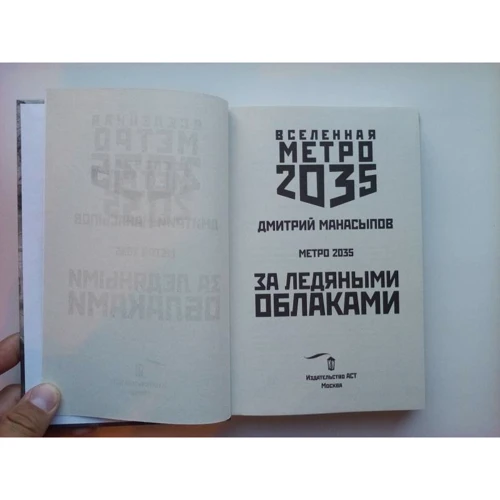 ВСЕЛЕННАЯ
МЕТРО
2035
ДМИТРИЙ МАНАСЫПОВ
МЕТРО 2035
ЗА ЛЕДЯНЫМИ
ОБЛАКАМИ
ИЗДАТЕЛЬСТВО АСТ
МОСКВА